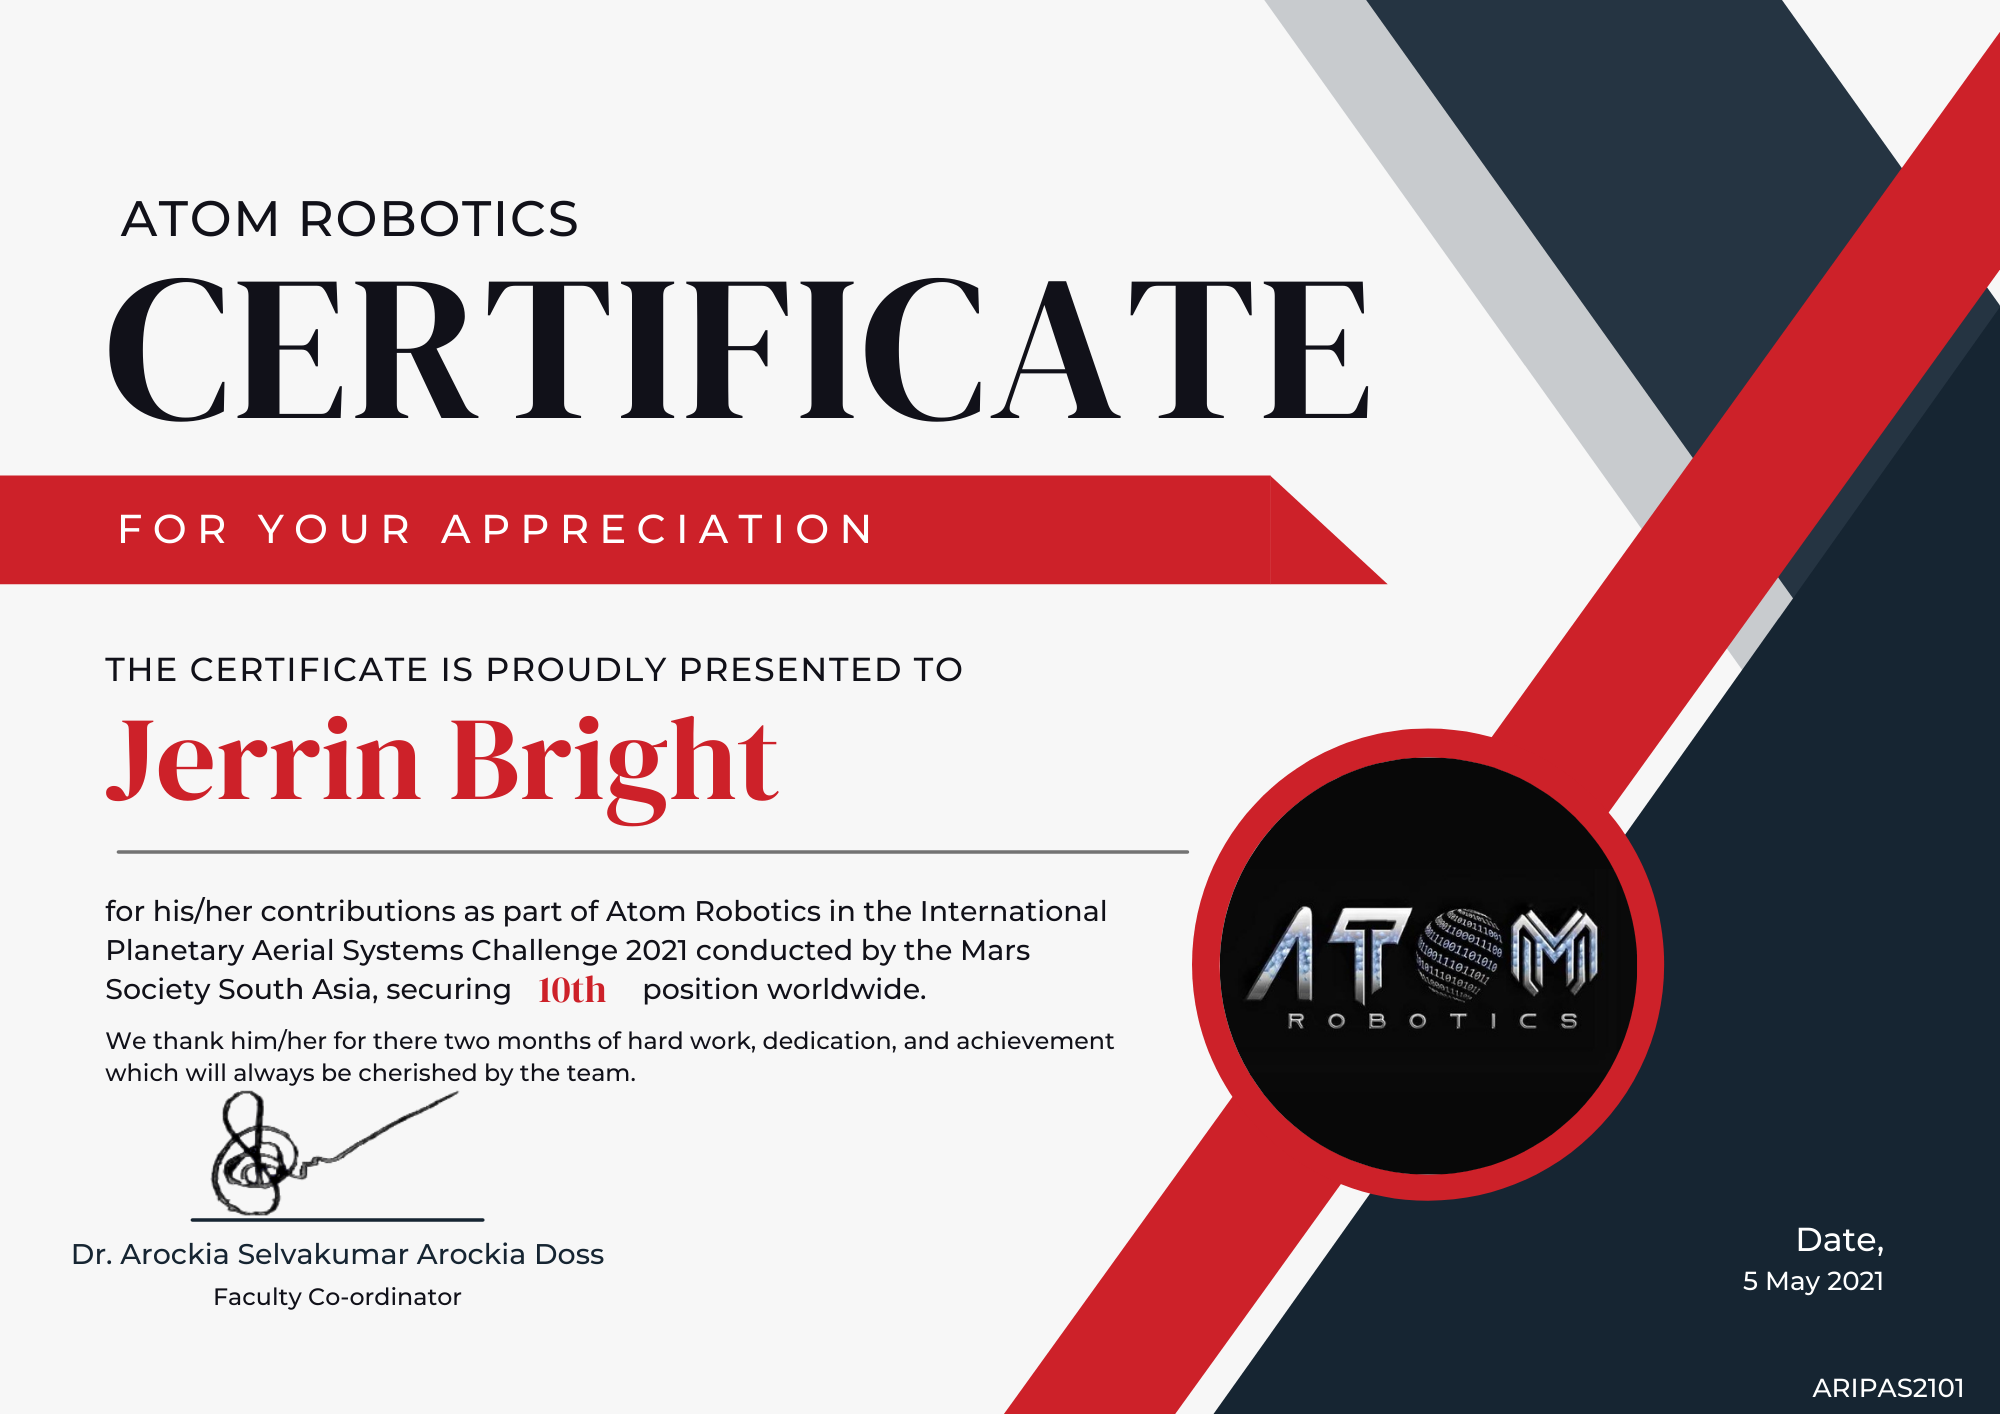 ATOM ROBOTICS
CERTIFICATE
FOR YOUR APPRECIATION
THE CERTIFICATE IS PROUDLY PRESENTED TO
Jerrin Bright
for his/her contributions as part of Atom Robotics in the International
Planetary Aerial Systems Challenge 2021 conducted by the Mars
Society South Asia, securing 10th position worldwide.
We thank him/her for there two months of hard work, dedication, and achievement
which will always be cherished by the team.
Dr. Arockia Selvakumar Arockia Doss
Faculty Co-ordinator
ATOM
ROBOTICS
Date,
5 May 2021
ARIPAS2101